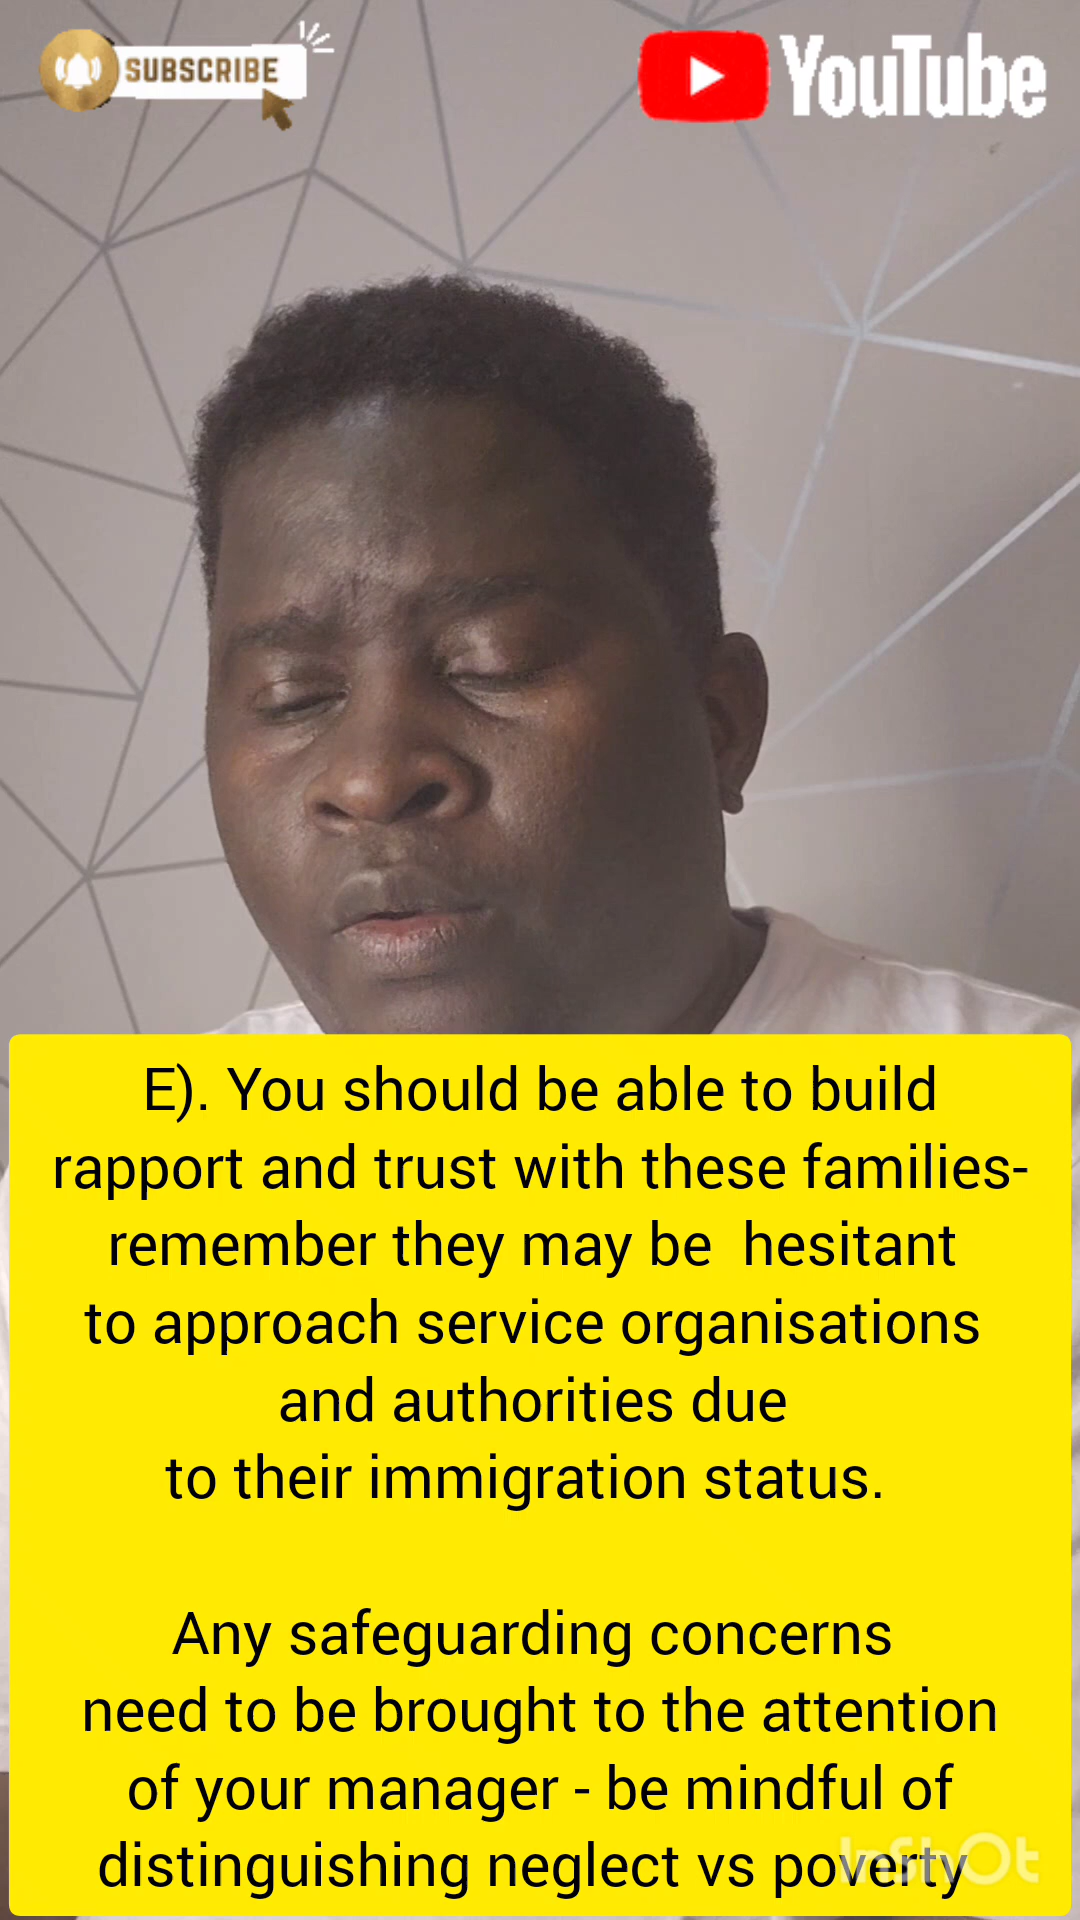 SUBSCRIBE
YouTube
E). You should be able to build
rapport and trust with these families-
remember they may be hesitant
to approach service organisations
and authorities due
to their immigration status.
Any safeguarding concerns
need to be brought to the attention
of your manager - be mindful of
distinguishing neglect vs poverty
InShOt